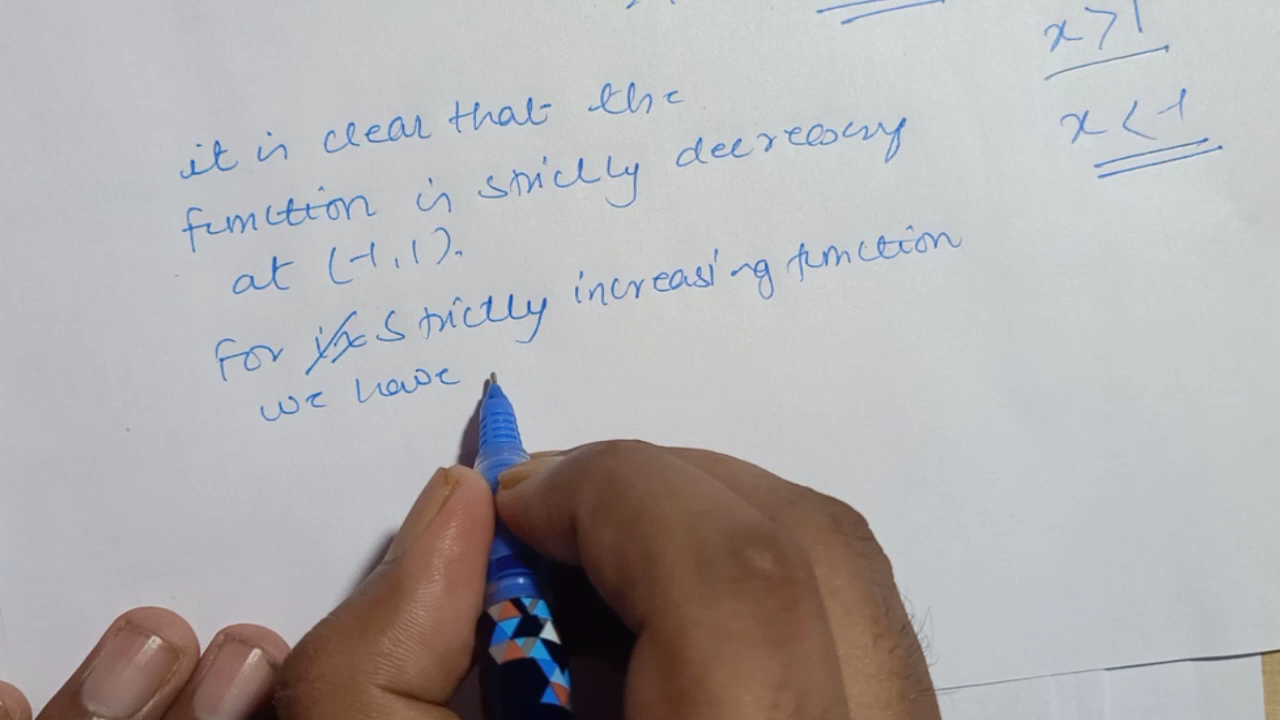 x>1
x<-1
it is clear that the
function is strictly decreasing
at (-1,1).
For strictly increasing function
we have